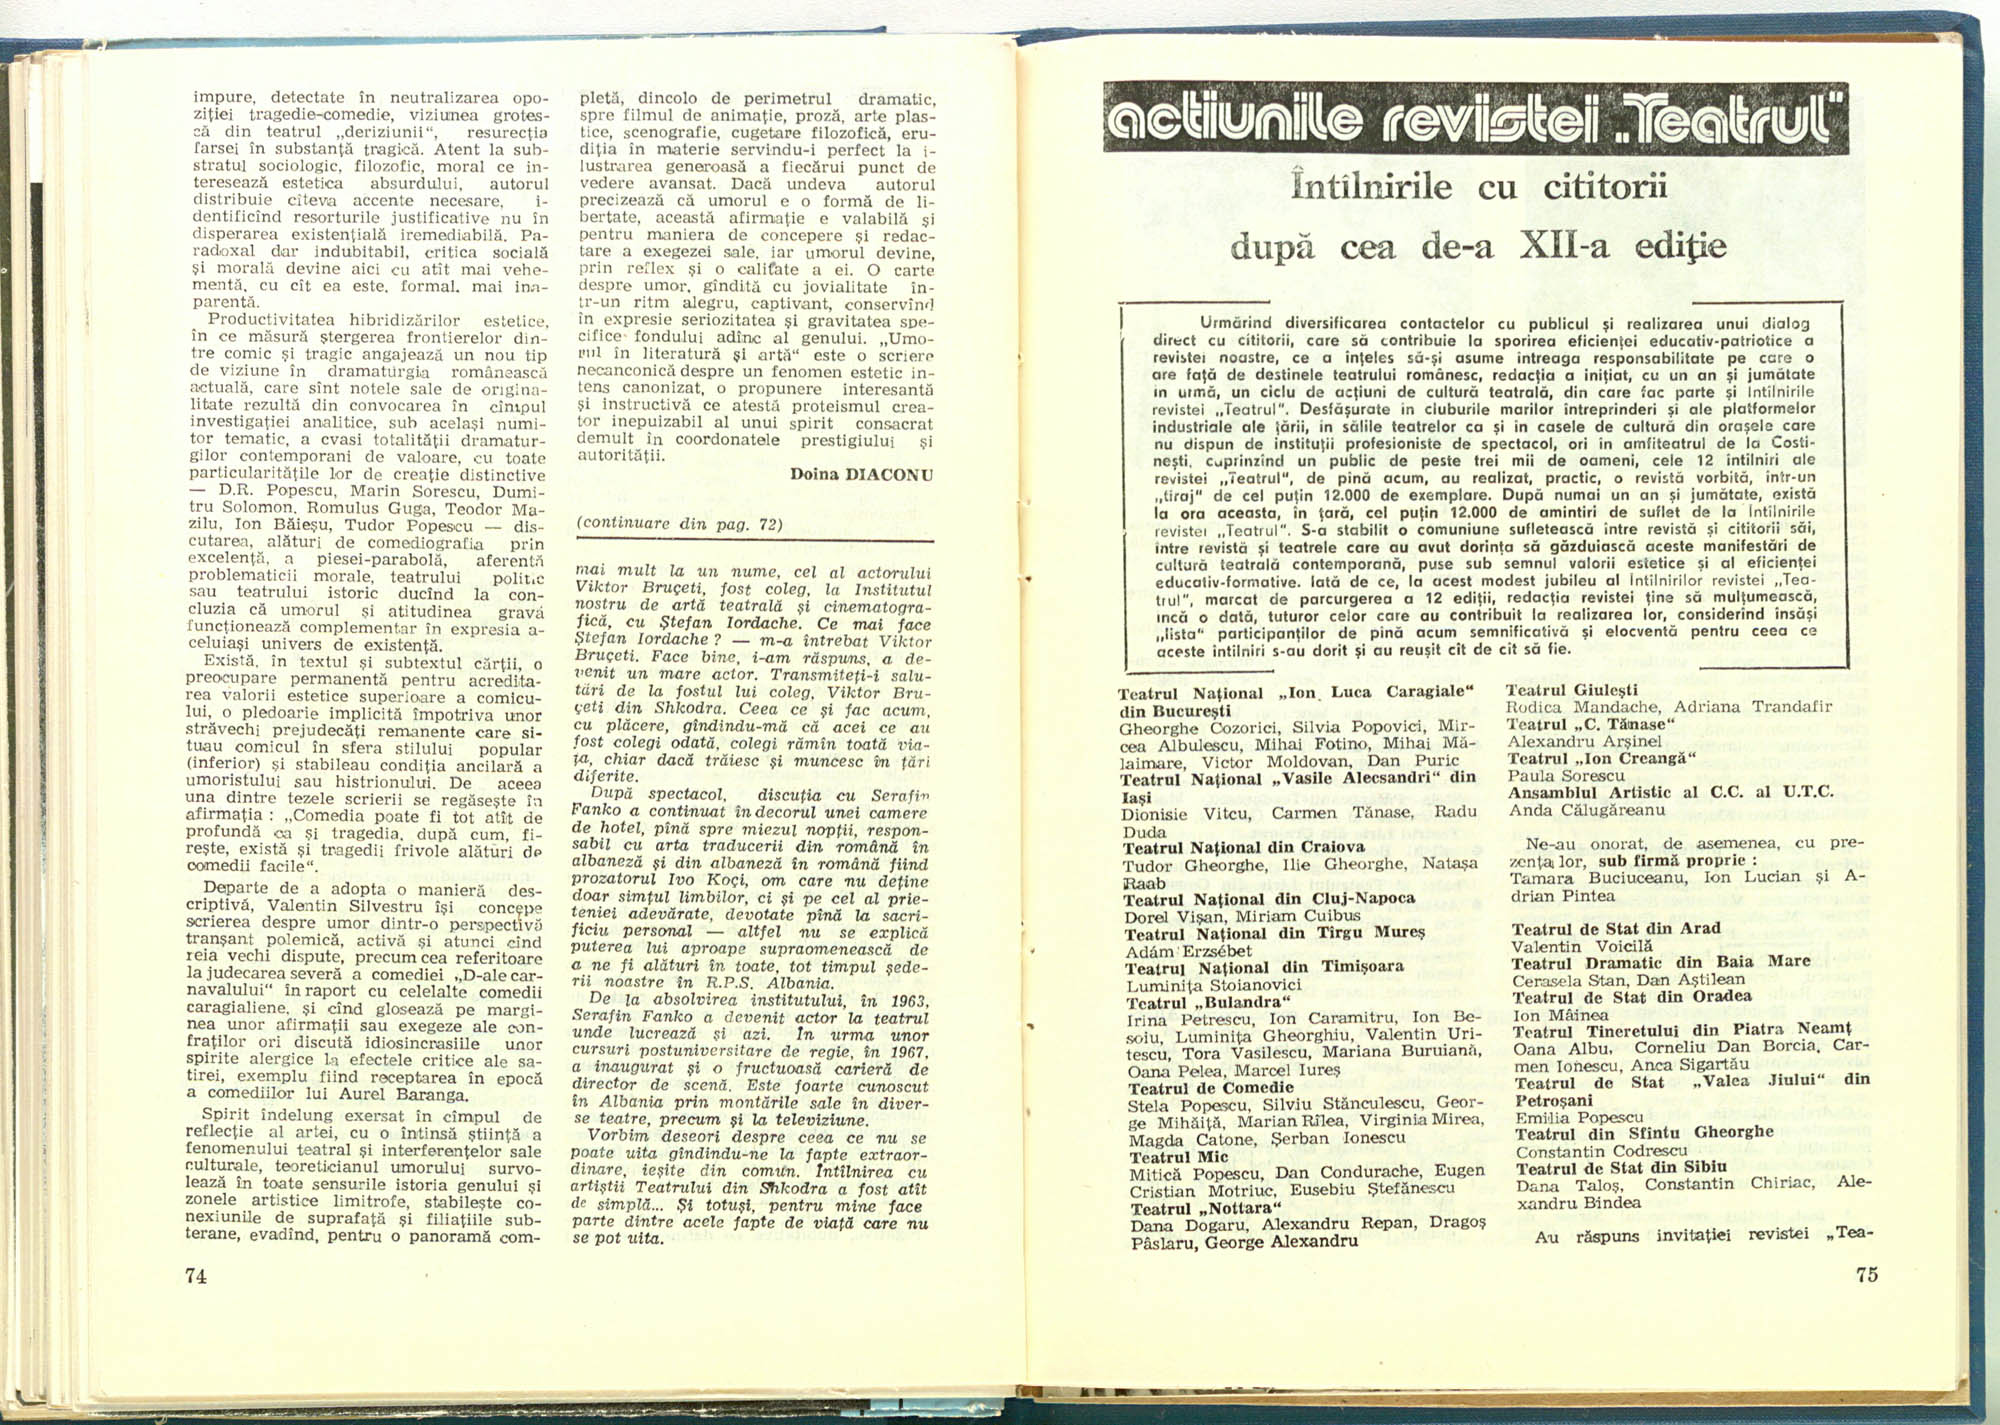 impure, detectate în neutralizarea opo-
ziției tragedie-comedie, viziunea grotes-
că din teatrul „deriziunii“, resurecția
farsei în substanță tragică. Atent la sub-
stratul sociologic, filozofic, moral ce in-
teresează estetica absurdului, autorul
distribuie cîteva accente necesare, i-
dentificînd resorturile justificative nu în
disperarea existențială iremediabilă. Pa-
radoxal dar indubitabil, critica socială
și morală devine aici cu atît mai vehe-
mentă, cu cît ea este, formal, mai ina-
parentă.
Productivitatea hibridizărilor estetice,
în ce măsură ștergerea frontierelor din-
tre comic și tragic angajează un nou tip
de viziune în dramaturgia românească
actuală, care sînt notele sale de origina-
litate rezultă din convocarea în cîmpul
investigației analitice, sub același numi-
tor tematic, a cvasi totalității dramatur-
gilor contemporani de valoare, cu toate
particularitățile lor de creație distinctive
— D.R. Popescu, Marin Sorescu, Dumi-
tru Solomon, Romulus Guga, Teodor Ma-
zilu, Ion Băieșu, Tudor Popescu — dis-
cutarea, alături de comediografia prin
excelență, a piesei-parabolă, aferentă
problematicii morale, teatrului politic
sau teatrului istoric ducînd la con-
cluzia că umorul și atitudinea gravă
funcționează complementar în expresia a-
celuiași univers de existență.
Există, în textul și subtextul cărții, o
preocupare permanentă pentru acredita-
rea valorii estetice superioare a comicu-
lui, o pledoarie implicită împotriva unor
străvechi prejudecăți remanente care si-
tuau comicul în sfera stilului popular
(inferior) și stabileau condiția ancilară a
umoristului sau histrionului. De aceea
una dintre tezele scrierii se regăsește în
afirmația : „Comedia poate fi tot atît de
profundă ca și tragedia, după cum, fi-
rește, există și tragedii frivole alături de
comedii facile“.
Departe de a adopta o manieră des-
criptivă, Valentin Silvestru își concepe
scrierea despre umor dintr-o perspectivă
tranșant polemică, activă și atunci cînd
reia vechi dispute, precum cea referitoare
la judecarea severă a comediei „D-ale car-
navalului“ în raport cu celelalte comedii
caragialiene, și cînd glosează pe margi-
nea unor afirmații sau exegeze ale con-
fraților ori discută idiosincrasiile unor
spirite alergice la efectele critice ale sa-
tirei, exemplu fiind receptarea în epocă
a comediilor lui Aurel Baranga.
Spirit îndelung exersat în cîmpul de
reflecție al artei, cu o întinsă știință a
fenomenului teatral și interferențelor sale
culturale, teoreticianul umorului survo-
lează în toate sensurile istoria genului și
zonele artistice limitrofe, stabilește co-
nexiunile de suprafață și filiațiile sub-
terane, evadînd, pentru o panoramă com-
74
pletă, dincolo de perimetrul dramatic,
spre filmul de animație, proză, arte plas-
tice, scenografie, cugetare filozofică, eru-
diția în materie servindu-i perfect la i-
lustrarea generoasă a fiecărui punct de
vedere avansat. Dacă undeva autorul
precizează că umorul e o formă de li-
bertate, această afirmație e valabilă și
pentru maniera de concepere și redac-
tare a exegezei sale, iar umorul devine,
prin reflex și o calitate a ei. O carte
despre umor, gîndită cu jovialitate în-
tr-un ritm alegru, captivant, conservînd
în expresie seriozitatea și gravitatea spe-
cifice fondului adînc al genului. „Umo-
rul în literatură și artă“ este o scriere
necanconică despre un fenomen estetic in-
tens canonizat, o propunere interesantă
și instructivă ce atestă proteismul crea-
tor inepuizabil al unui spirit consacrat
demult în coordonatele prestigiului și
autorității.
Doina DIACONU
(continuare din pag. 72)
mai mult la un nume, cel al actorului
Viktor Bruçeti, fost coleg, la Institutul
nostru de artă teatrală și cinematogra-
fică, cu Ștefan Iordache. Ce mai face
Ștefan Iordache ? — m-a întrebat Viktor
Bruçeti. Face bine, i-am răspuns, a de-
venit un mare actor. Transmiteți-i salu-
tări de la fostul lui coleg, Viktor Bru-
çeti din Shkodra. Ceea ce și fac acum,
cu plăcere, gîndindu-mă că acei ce au
fost colegi odată, colegi rămîn toată via-
ța, chiar dacă trăiesc și muncesc în țări
diferite.
După spectacol, discuția cu Serafin
Fanko a continuat în decorul unei camere
de hotel, pînă spre miezul nopții, respon-
sabil cu arta traducerii din română în
albaneză și din albaneză în română fiind
prozatorul Ivo Koçi, om care nu deține
doar simțul limbilor, ci și pe cel al prie-
teniei adevărate, devotate pînă la sacri-
ficiu personal — altfel nu se explică
puterea lui aproape supraomenească de
a ne fi alături în toate, tot timpul șede-
rii noastre în R.P.S. Albania.
De la absolvirea institutului, în 1963,
Serafin Fanko a devenit actor la teatrul
unde lucrează și azi. În urma unor
cursuri postuniversitare de regie, în 1967,
a inaugurat și o fructuoasă carieră de
director de scenă. Este foarte cunoscut
în Albania prin montările sale în diver-
se teatre, precum și la televiziune.
Vorbim deseori despre ceea ce nu se
poate uita gîndindu-ne la fapte extraor-
dinare, ieșite din comun. Întîlnirea cu
artiștii Teatrului din Shkodra a fost atît
de simplă... Și totuși, pentru mine face
parte dintre acele fapte de viață care nu
se pot uita.
actiunile revistei „Teatrul“
Întîlnirile cu cititorii
după cea de-a XII-a ediție
Urmărind diversificarea contactelor cu publicul și realizarea unui dialog
direct cu cititorii, care să contribuie la sporirea eficienței educativ-patriotice a
revistei noastre, ce a înțeles să-și asume întreaga responsabilitate pe care o
are față de destinele teatrului românesc, redacția a inițiat, cu un an și jumătate
în urmă, un ciclu de acțiuni de cultură teatrală, din care fac parte și Întîlnirile
revistei „Teatrul“. Desfășurate în cluburile marilor întreprinderi și ale platformelor
industriale ale țării, în sălile teatrelor ca și în casele de cultură din orașele care
nu dispun de instituții profesioniste de spectacol, ori în amfiteatrul de la Costi-
nești, cuprinzînd un public de peste trei mii de oameni, cele 12 întîlniri ale
revistei „Teatrul“, de pînă acum, au realizat, practic, o revistă vorbită, într-un
„tiraj“ de cel puțin 12.000 de exemplare. După numai un an și jumătate, există
la ora aceasta, în țară, cel puțin 12.000 de amintiri de suflet de la Întîlnirile
revistei „Teatrul“. S-a stabilit o comuniune sufletească între revistă și cititorii săi,
între revistă și teatrele care au avut dorința să găzduiască aceste manifestări de
cultură teatrală contemporană, puse sub semnul valorii estetice și al eficienței
educativ-formative. Iată de ce, la acest modest jubileu al Întîlnirilor revistei „Tea-
trul“, marcat de parcurgerea a 12 ediții, redacția revistei ține să mulțumească,
încă o dată, tuturor celor care au contribuit la realizarea lor, considerînd însăși
„lista“ participanților de pînă acum semnificativă și elocventă pentru ceea ce
aceste întîlniri s-au dorit și au reușit cît de cît să fie.
Teatrul Național „Ion Luca Caragiale“
din București
Gheorghe Cozorici, Silvia Popovici, Mir-
cea Albulescu, Mihai Fotino, Mihai Mă-
laimare, Victor Moldovan, Dan Puric
Teatrul Național „Vasile Alecsandri“ din
Iași
Dionisie Vitcu, Carmen Tănase, Radu
Duda
Teatrul Național din Craiova
Tudor Gheorghe, Ilie Gheorghe, Natașa
Raab
Teatrul Național din Cluj-Napoca
Dorel Vișan, Miriam Cuibus
Teatrul Național din Tîrgu Mureș
Adám Erzsébet
Teatrul Național din Timișoara
Luminița Stoianovici
Teatrul „Bulandra“
Irina Petrescu, Ion Caramitru, Ion Be-
soiu, Luminița Gheorghiu, Valentin Uri-
tescu, Tora Vasilescu, Mariana Buruiană,
Oana Pelea, Marcel Iureș
Teatrul de Comedie
Stela Popescu, Silviu Stănculescu, Geor-
ge Mihăiță, Marian Rîlea, Virginia Mirea,
Magda Catone, Șerban Ionescu
Teatrul Mic
Mitică Popescu, Dan Condurache, Eugen
Cristian Motriuc, Eusebiu Ștefănescu
Teatrul „Nottara“
Dana Dogaru, Alexandru Repan, Dragoș
Pâslaru, George Alexandru
Teatrul Giulești
Rodica Mandache, Adriana Trandafir
Teatrul „C. Tănase“
Alexandru Arșinel
Teatrul „Ion Creangă“
Paula Sorescu
Ansamblul Artistic al C.C. al U.T.C.
Anda Călugăreanu
Ne-au onorat, de asemenea, cu pre-
zența lor, sub firmă proprie :
Tamara Buciuceanu, Ion Lucian și A-
drian Pintea
Teatrul de Stat din Arad
Valentin Voicilă
Teatrul Dramatic din Baia Mare
Cerasela Stan, Dan Aștilean
Teatrul de Stat din Oradea
Ion Mâinea
Teatrul Tineretului din Piatra Neamț
Oana Albu, Corneliu Dan Borcia, Car-
men Ionescu, Anca Sigartău
Teatrul de Stat „Valea Jiului“ din
Petroșani
Emilia Popescu
Teatrul din Sfîntu Gheorghe
Constantin Codrescu
Teatrul de Stat din Sibiu
Dana Taloș, Constantin Chiriac, Ale-
xandru Bindea
Au răspuns invitației revistei „Tea-
75